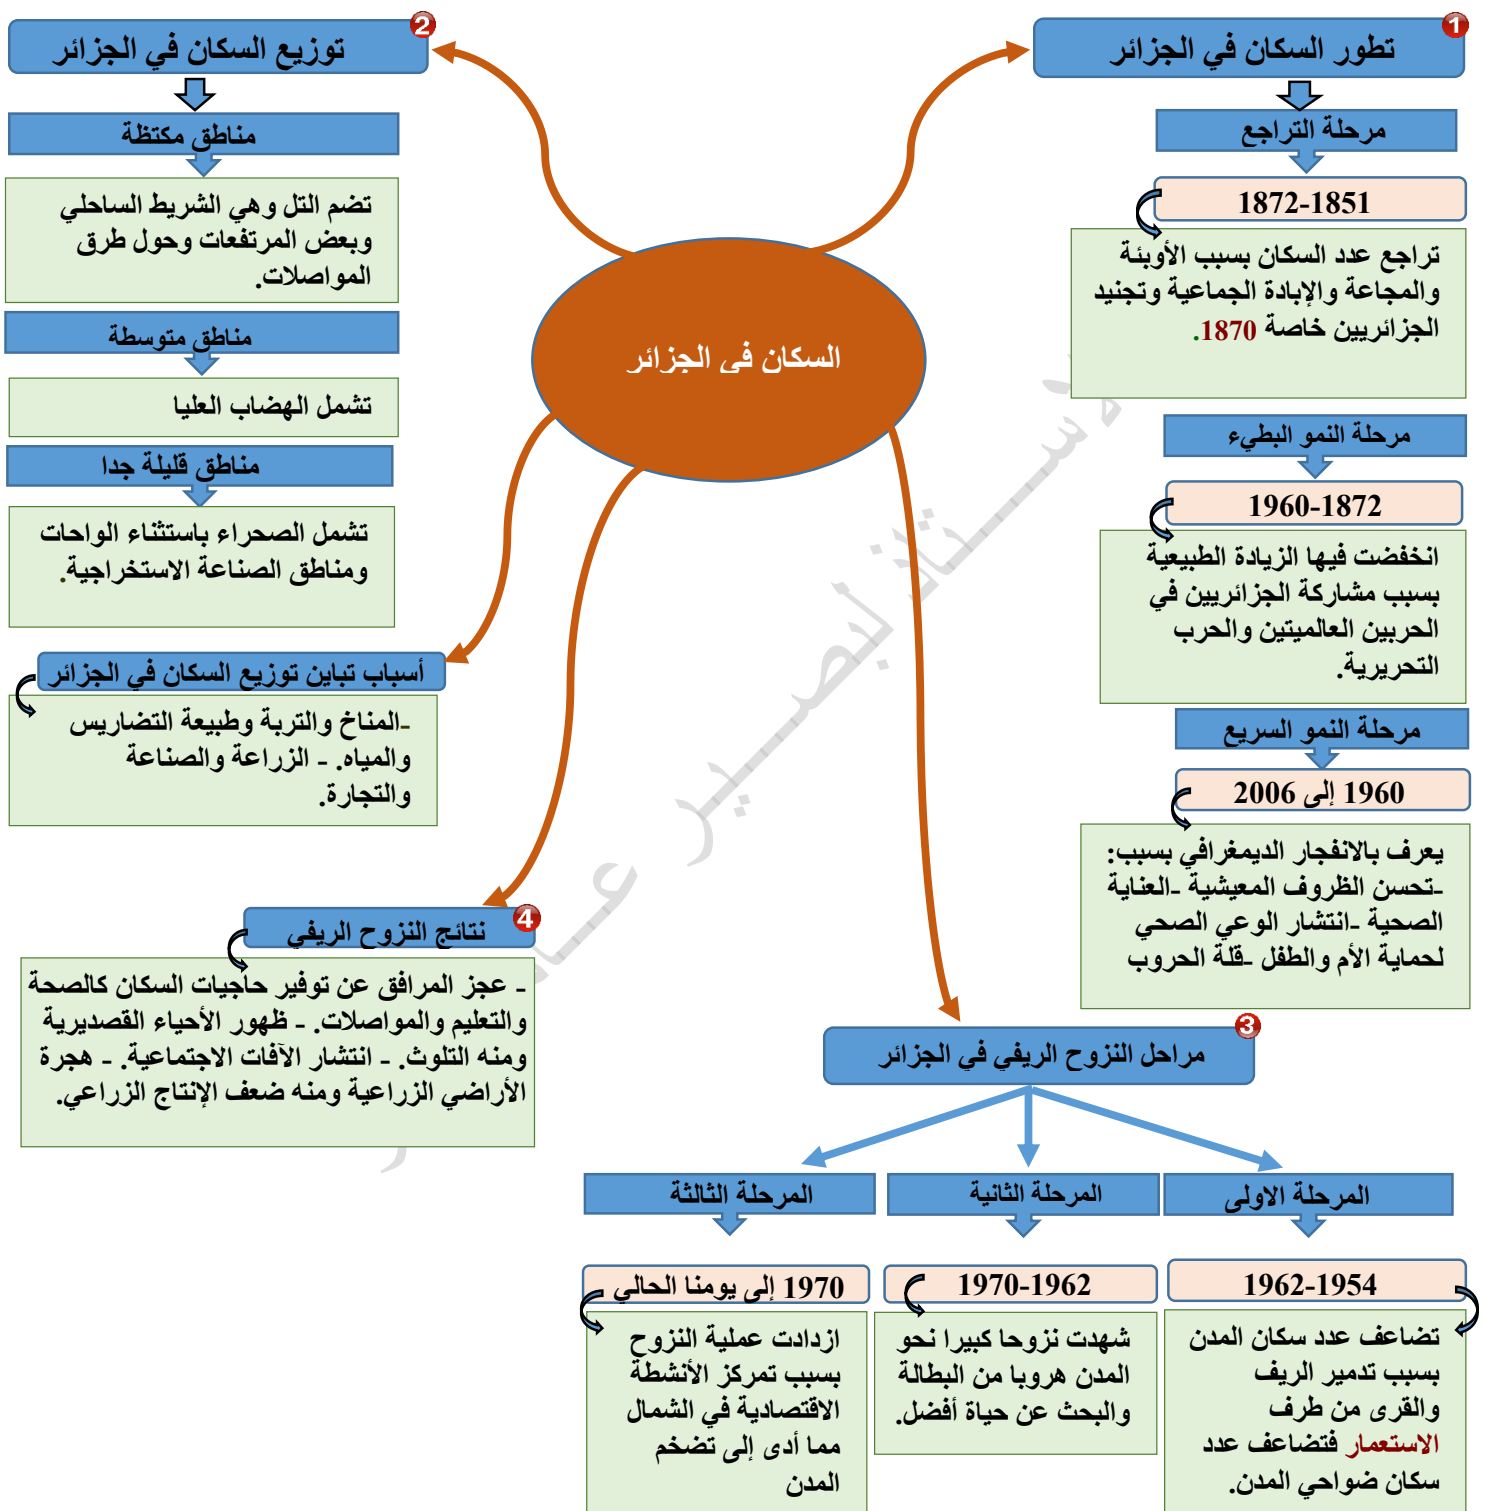 السكان في الجزائر
1
تطور السكان في الجزائر
مرحلة التراجع
1872-1851
تراجع عدد السكان بسبب الأوبئة
والمجاعة والإبادة الجماعية وتجنيد
الجزائريين خاصة 1870.
مرحلة النمو البطيء
1960-1872
انخفضت فيها الزيادة الطبيعية
بسبب مشاركة الجزائريين في
الحربين العالميتين والحرب
التحريرية.
مرحلة النمو السريع
1960 إلى 2006
يعرف بالانفجار الديمغرافي بسبب:
-تحسن الظروف المعيشية -العناية
الصحية -انتشار الوعي الصحي
لحماية الأم والطفل -قلة الحروب
2
توزيع السكان في الجزائر
مناطق مكتظة
تضم التل وهي الشريط الساحلي
وبعض المرتفعات وحول طرق
المواصلات.
مناطق متوسطة
تشمل الهضاب العليا
مناطق قليلة جدا
تشمل الصحراء باستثناء الواحات
ومناطق الصناعة الاستخراجية.
أسباب تباين توزيع السكان في الجزائر
-المناخ والتربة وطبيعة التضاريس
والمياه. - الزراعة والصناعة
والتجارة.
3
مراحل النزوح الريفي في الجزائر
المرحلة الاولى
1962-1954
تضاعف عدد سكان المدن
بسبب تدمير الريف
والقرى من طرف
الاستعمار فتضاعف عدد
سكان ضواحي المدن.
المرحلة الثانية
1970-1962
شهدت نزوحا كبيرا نحو
المدن هروبا من البطالة
والبحث عن حياة أفضل.
المرحلة الثالثة
1970 إلى يومنا الحالي
ازدادت عملية النزوح
بسبب تمركز الأنشطة
الاقتصادية في الشمال
مما أدى إلى تضخم
المدن
4
نتائج النزوح الريفي
- عجز المرافق عن توفير حاجيات السكان كالصحة
والتعليم والمواصلات. - ظهور الأحياء القصديرية
ومنه التلوث. - انتشار الآفات الاجتماعية. - هجرة
الأراضي الزراعية ومنه ضعف الإنتاج الزراعي.